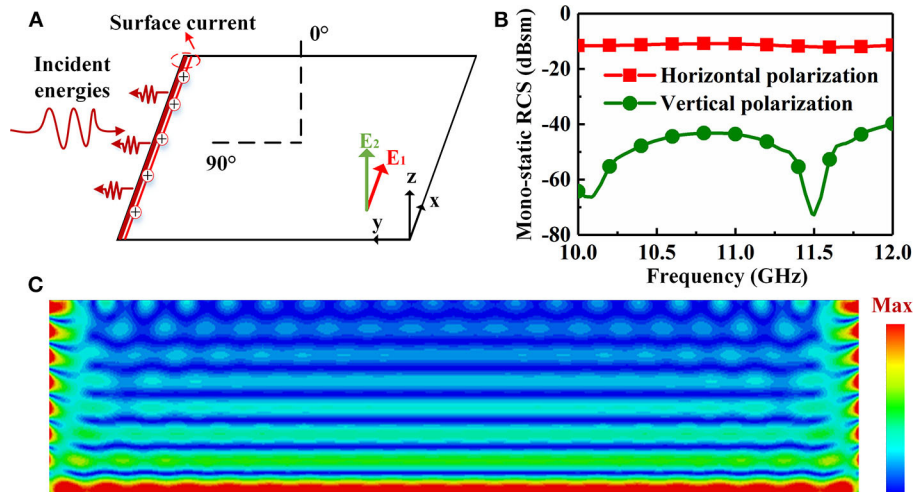 A
Surface current
0°
Incident
energies
90°
E₂
E₁
z
x
y
B
Mono-static RCS (dBsm)
0
-20
-40
-60
-80
Horizontal polarization
Vertical polarization
10.0 10.5 11.0 11.5 12.0
Frequency (GHz)
C
Max